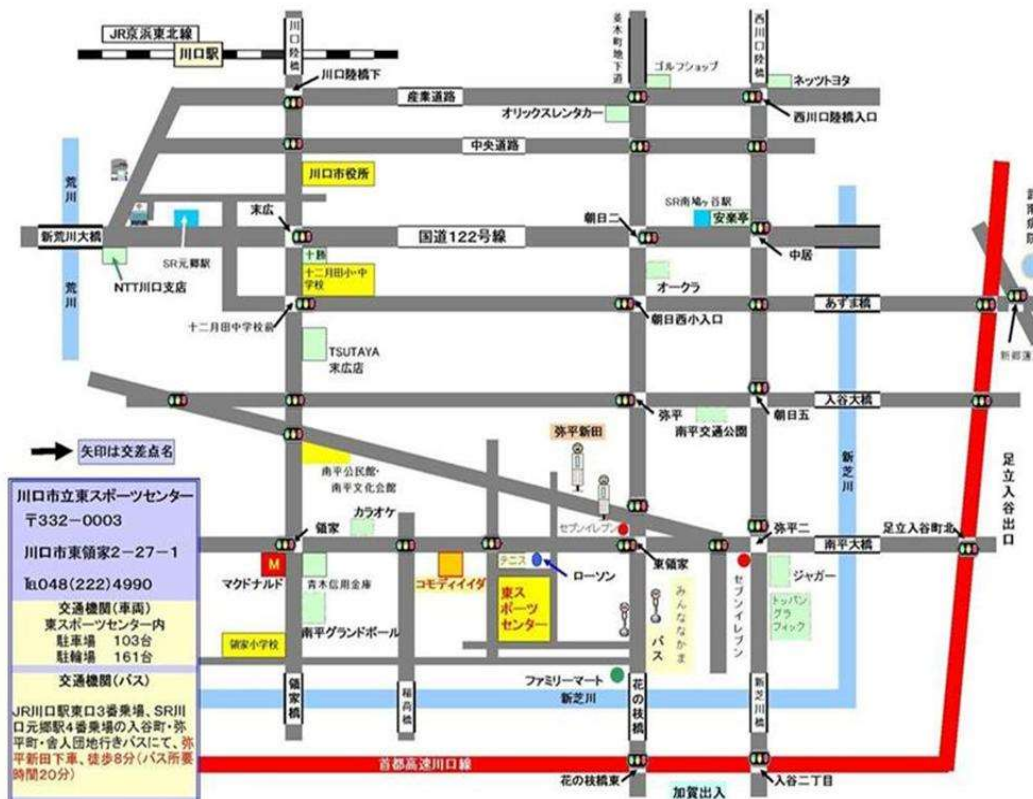 JR京浜東北線
川口駅
川口陸橋
川口陸橋下
並木町地下道
西川口陸橋
ゴルフショップ
ネッツトヨタ
産業道路
オリックスレンタカー
西川口陸橋入口
中央道路
川口市役所
荒川
荒川
新荒川大橋
SR元郷駅
NTT川口支店
末広
国道122号線
朝日二
SR南鳩ヶ谷駅
安楽亭
中居
十勝
十二月田小・中
学校
オークラ
十二月田中学校前
朝日西小入口
あずま橋
TSUTAYA
末広店
弥平
南平交通公園
朝日五
入谷大橋
弥平新田
新芝川
足立入谷出口
矢印は交差点名
南平公民館・
南平文化会館
川口市立東スポーツセンター
〒332-0003
川口市東領家2-27-1
℡048(222)4990
領家
カラオケ
セブンイレブン
弥平二
足立入谷町北
南平大橋
マクドナルド
M
青木信用金庫
コモディイイダ
テニス
ローソン
東領家
セブンイレブン
ジャガー
東ス
ポーツ
センター
みんななかま
バス
トッパン
グラ
フィック
南平グランドボール
領家小学校
交通機関(車両)
東スポーツセンター内
駐車場 103台
駐輪場 161台
交通機関(バス)
JR川口駅東口3番乗場、SR川
口元郷駅4番乗場の入谷町・弥
平町・舎人団地行きバスにて、弥
平新田下車、徒歩8分(バス所要
時間20分)
ファミリーマート
新芝川
領家橋
花の枝橋
新芝川橋
首都高速川口線
花の枝橋東
加賀出入
入谷二丁目